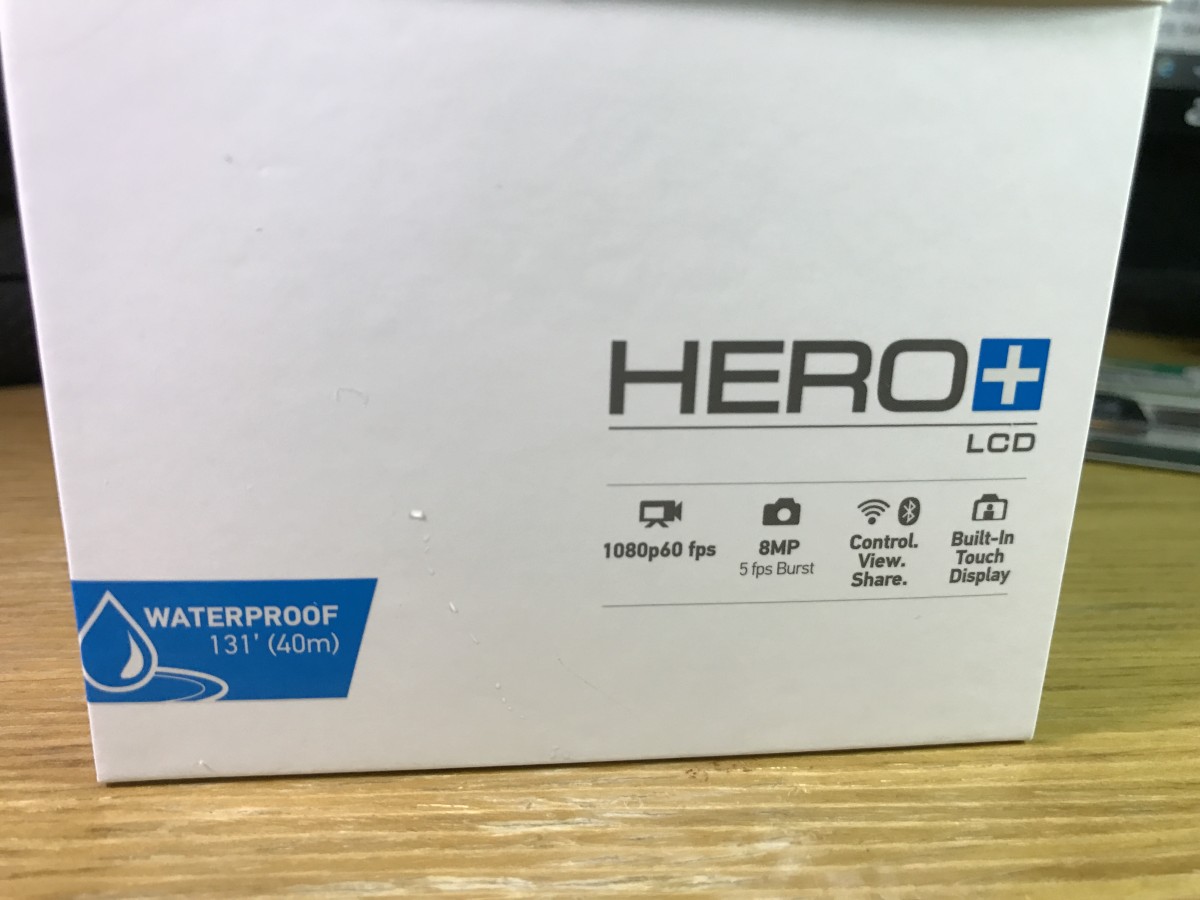 HERO+
LCD
1080p60 fps
8MP
5 fps Burst
Control.
View.
Share.
Built-In
Touch
Display
WATERPROOF
131' (40m)